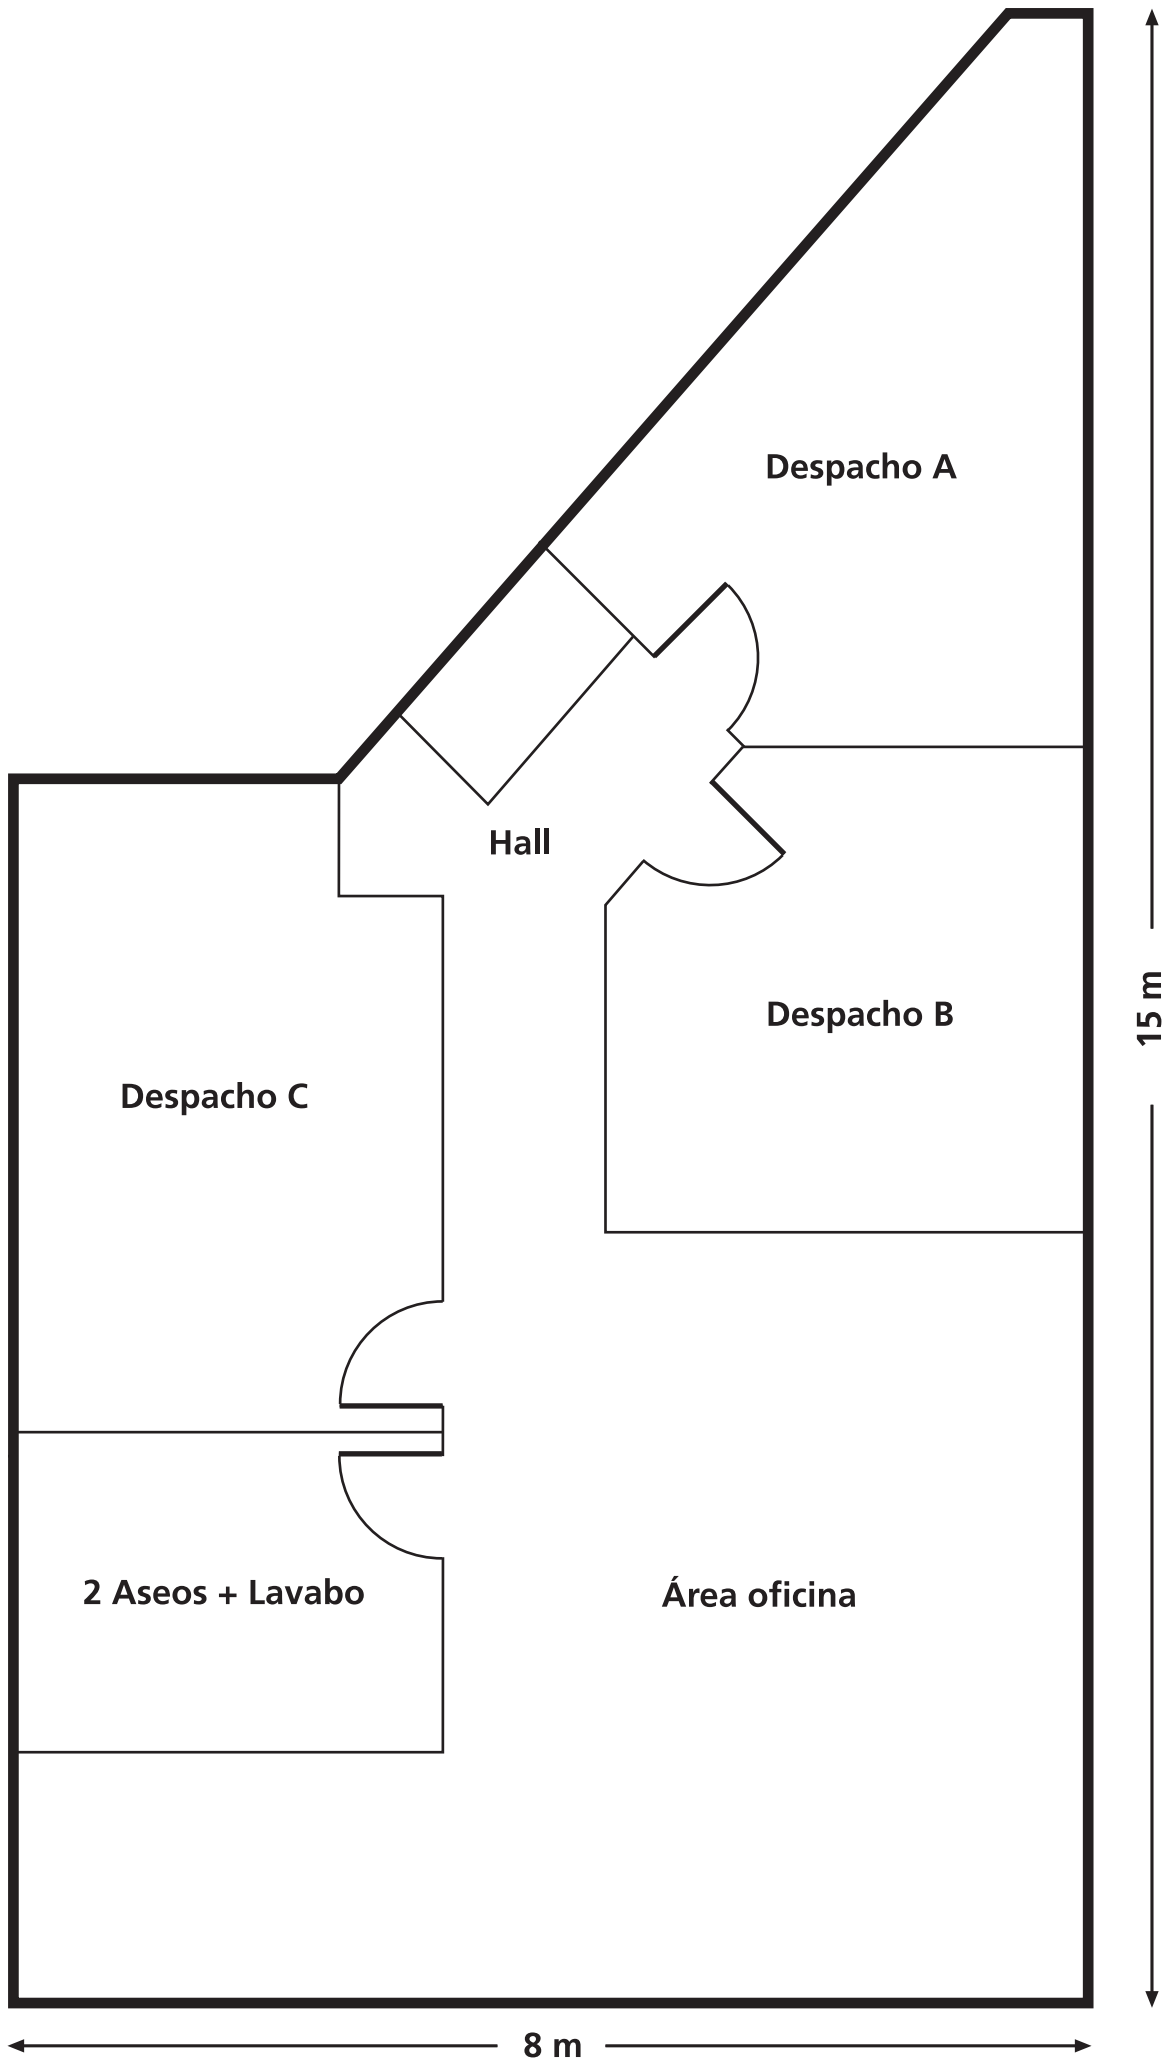 Despacho A
Hall
Despacho B
15 m
Despacho C
2 Aseos + Lavabo
Área oficina
8 m